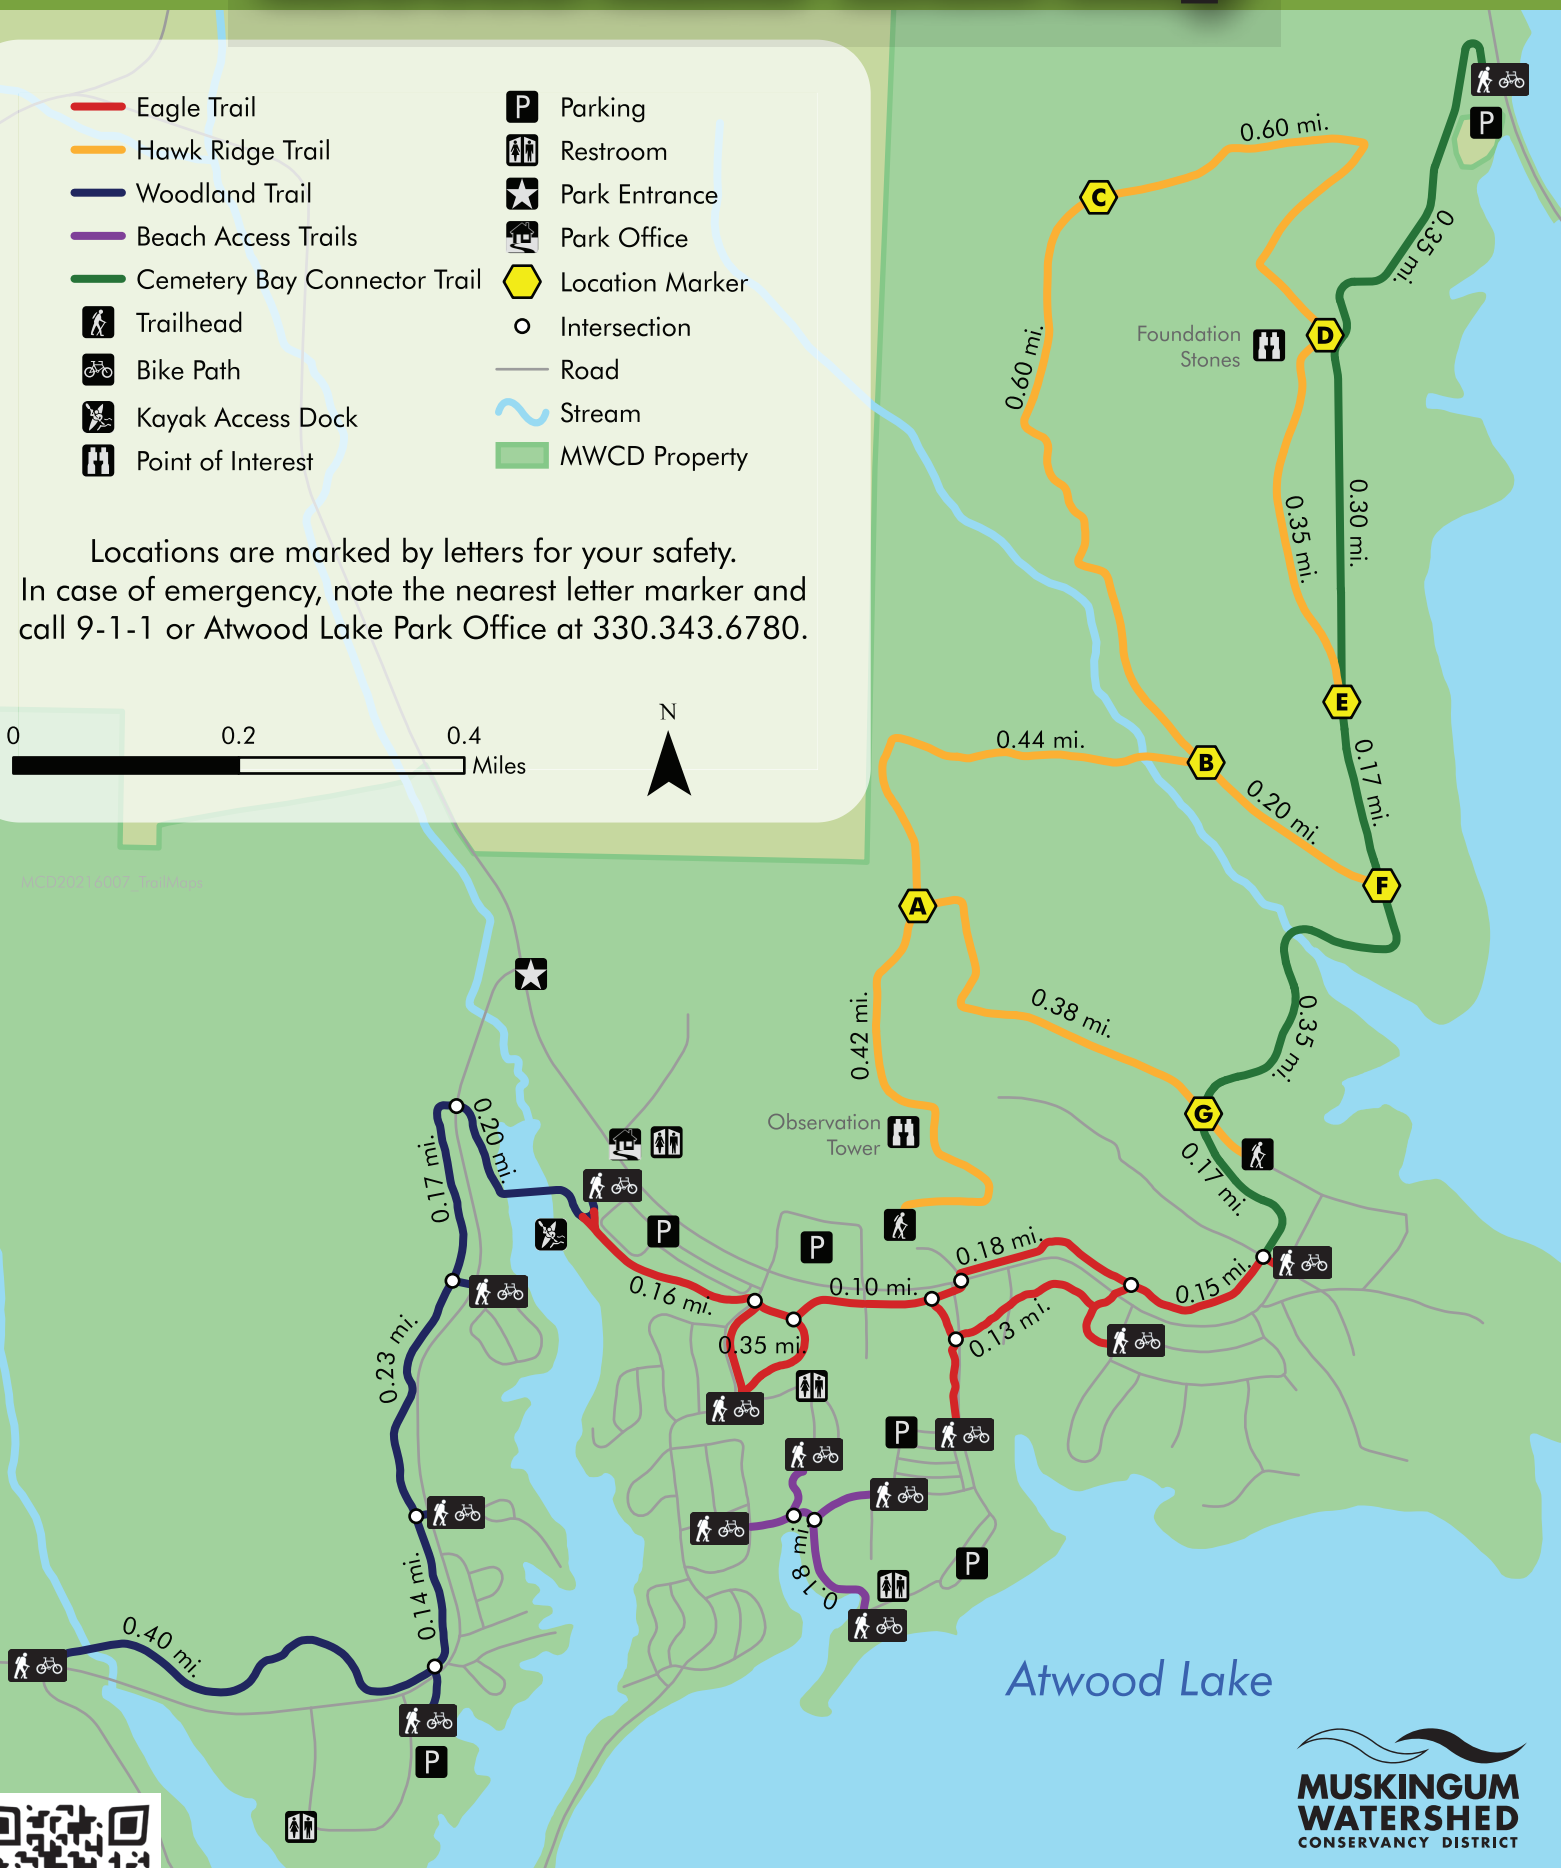 Eagle Trail
Hawk Ridge Trail
Woodland Trail
Beach Access Trails
Cemetery Bay Connector Trail
Trailhead
Bike Path
Kayak Access Dock
Point of Interest
P Parking
Restroom
Park Entrance
Park Office
Location Marker
Intersection
Road
Stream
MWCD Property
Locations are marked by letters for your safety.
In case of emergency, note the nearest letter marker and
call 9-1-1 or Atwood Lake Park Office at 330.343.6780.
0 0.2 0.4
Miles
N
MCD20216007_TrailMaps
0.60 mi.
P
C
0.35 mi.
D
Foundation
Stones
0.60 mi.
0.30 mi.
0.35 mi.
E
0.44 mi.
B
0.17 mi.
0.20 mi.
F
A
0.38 mi.
0.42 mi.
0.35 mi.
G
Observation
Tower
0.17 mi.
0.20 mi.
0.17 mi.
P
P
0.18 mi.
0.15 mi.
0.16 mi.
0.10 mi.
0.13 mi.
0.35 mi.
0.23 mi.
P
0.18 mi.
P
0.14 mi.
0.40 mi.
P
Atwood Lake
MUSKINGUM
WATERSHED
CONSERVANCY DISTRICT